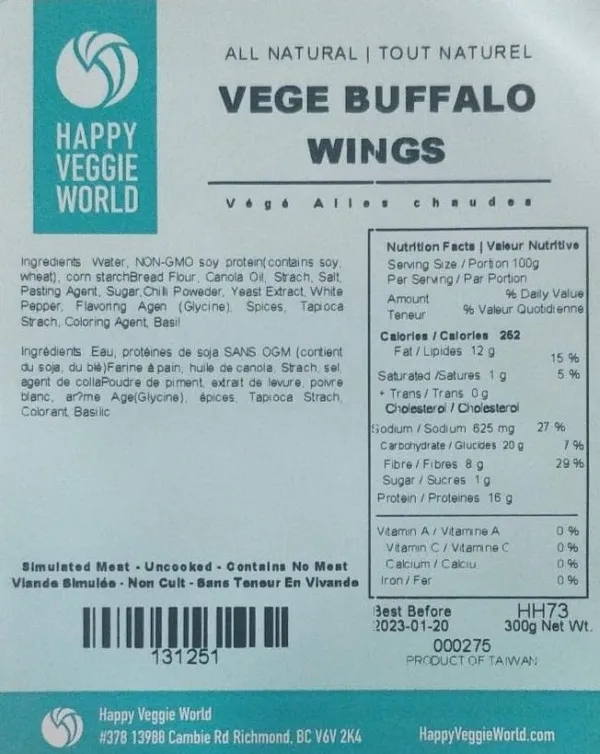 HAPPY
VEGGIE
WORLD
ALL NATURAL | TOUT NATUREL
VEGE BUFFALO
WINGS
Végé Ailes chaudes
Ingredients Water, NON-GMO soy protein(contains soy,
wheat), corn starchBread Flour, Canola Oil, Strach, Salt,
Pasting Agent, Sugar,Chili Poweder, Yeast Extract, White
Pepper, Flavoring Agen (Glycine), Spices, Tapioca
Strach, Coloring Agent, Basil
Ingrédients Eau, protéines de soja SANS OGM (contient
du soja, du blé)Farine è pain, huile de canola, Strach, sel,
agent de collaPoudre de piment, extrait de levure, poivre
blanc, ar?me Age(Glycine), épices, Tapioca Strach,
Colorant, Basilic
Nutrition Facts | Valeur Nutritive
Serving Size / Portion 100g
Per Serving / Par Portion
Amount % Daily Value
Teneur % Valeur Quotidienne
Calories / Calories 262
Fat / Lipides 12 g 15 %
Saturated /Satures 1 g 5 %
+ Trans / Trans 0 g
Cholesterol / Cholesterol
Sodium / Sodium 625 mg 27 %
Carbohydrate / Glucides 20 g 7 %
Fibre / Fibres 8 g 29 %
Sugar / Sucres 1 g
Protein / Proteines 16 g
Vitamin A / Vitamine A 0 %
Vitamin C / Vitamine C 0 %
Calcium / Calciu 0 %
Iron / Fer 0 %
Simulated Meat - Uncooked - Contains No Meat
Viande Simulée - Non Cuit - Sans Teneur En Vivande
131251
Best Before HH73
2023-01-20 300g Net Wt.
000275
PRODUCT OF TAIWAN
Happy Veggie World
#378 13988 Cambie Rd Richmond, BC V6V 2K4
HappyVeggieWorld.com